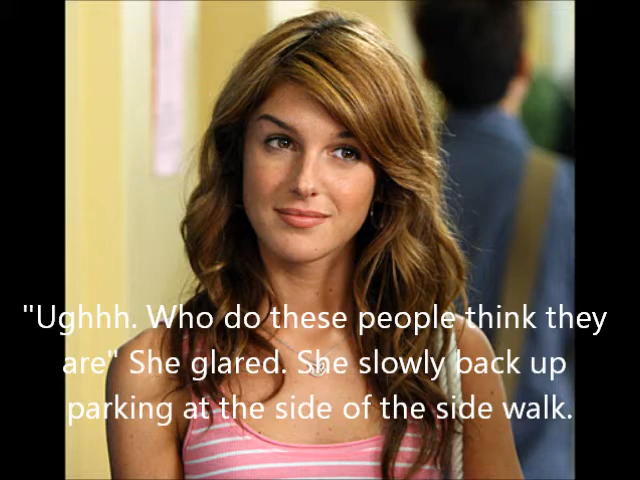 "Ughhh. Who do these people think they
are" She glared. She slowly back up
parking at the side of the side walk.